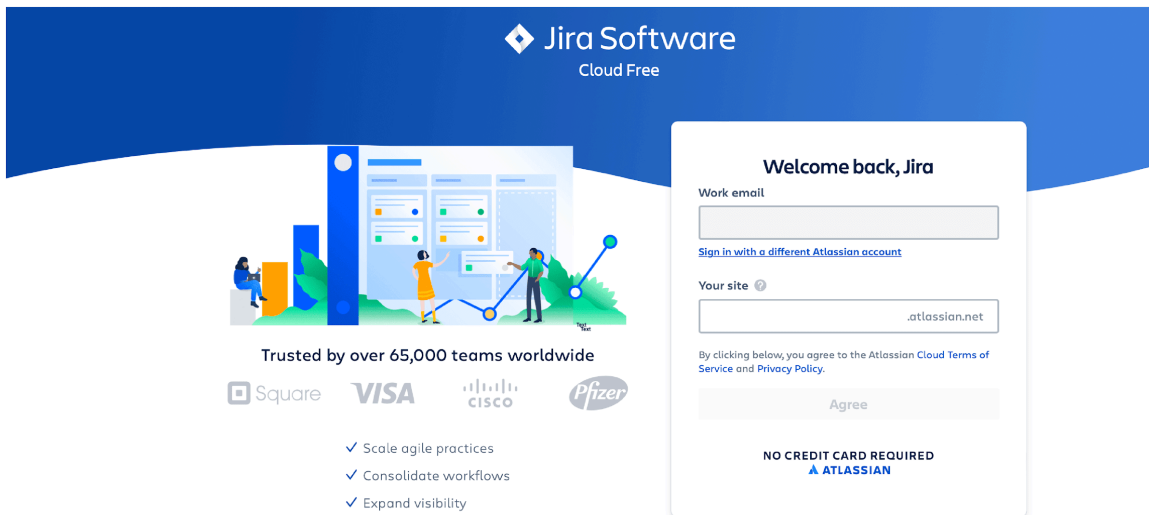 Jira Software
Cloud Free
Welcome back, Jira
Work email
Sign in with a different Atlassian account
Your site ?
.atlassian.net
By clicking below, you agree to the Atlassian Cloud Terms of
Service and Privacy Policy.
Agree
NO CREDIT CARD REQUIRED
ATLASSIAN
Text
Text
Trusted by over 65,000 teams worldwide
Square VISA CISCO Pfizer
Scale agile practices
Consolidate workflows
Expand visibility